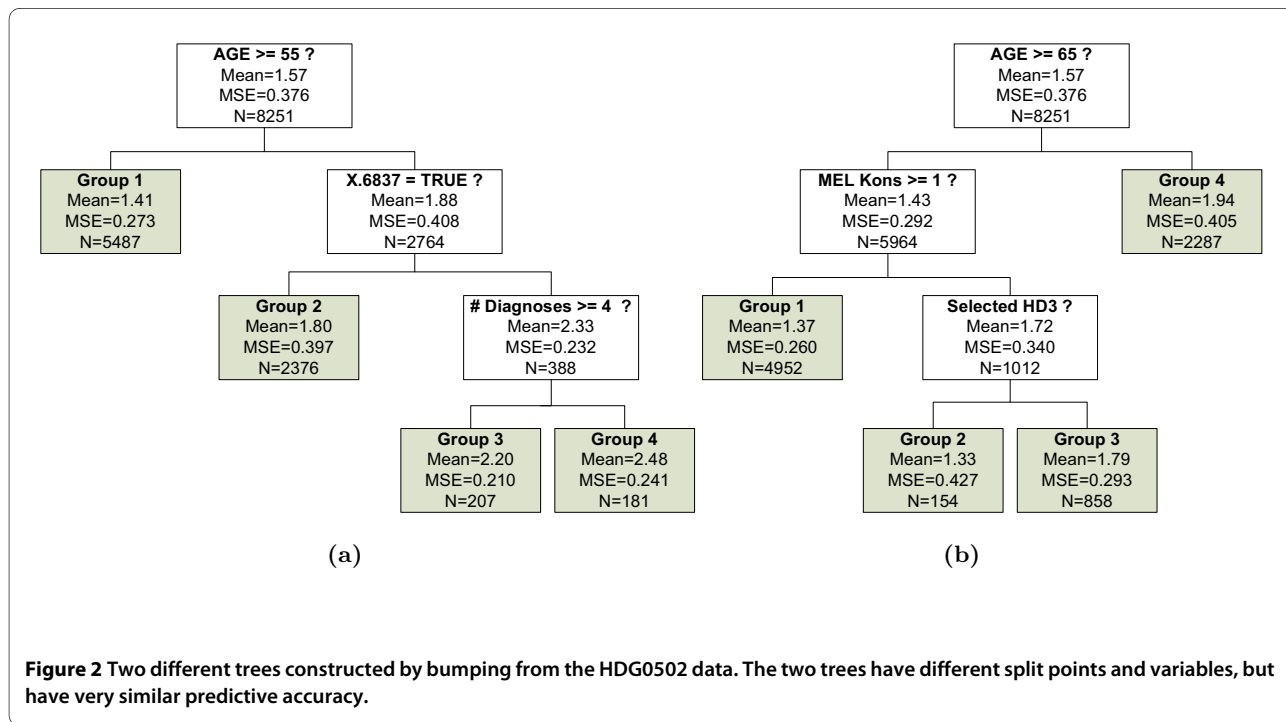 AGE >= 55 ?
Mean=1.57
MSE=0.376
N=8251
Group 1
Mean=1.41
MSE=0.273
N=5487
X.6837 = TRUE ?
Mean=1.88
MSE=0.408
N=2764
Group 2
Mean=1.80
MSE=0.397
N=2376
# Diagnoses >= 4 ?
Mean=2.33
MSE=0.232
N=388
Group 3
Mean=2.20
MSE=0.210
N=207
Group 4
Mean=2.48
MSE=0.241
N=181
(a)
AGE >= 65 ?
Mean=1.57
MSE=0.376
N=8251
MEL Kons >= 1 ?
Mean=1.43
MSE=0.292
N=5964
Group 4
Mean=1.94
MSE=0.405
N=2287
Group 1
Mean=1.37
MSE=0.260
N=4952
Selected HD3 ?
Mean=1.72
MSE=0.340
N=1012
Group 2
Mean=1.33
MSE=0.427
N=154
Group 3
Mean=1.79
MSE=0.293
N=858
(b)
Figure 2 Two different trees constructed by bumping from the HDG0502 data. The two trees have different split points and variables, but
have very similar predictive accuracy.